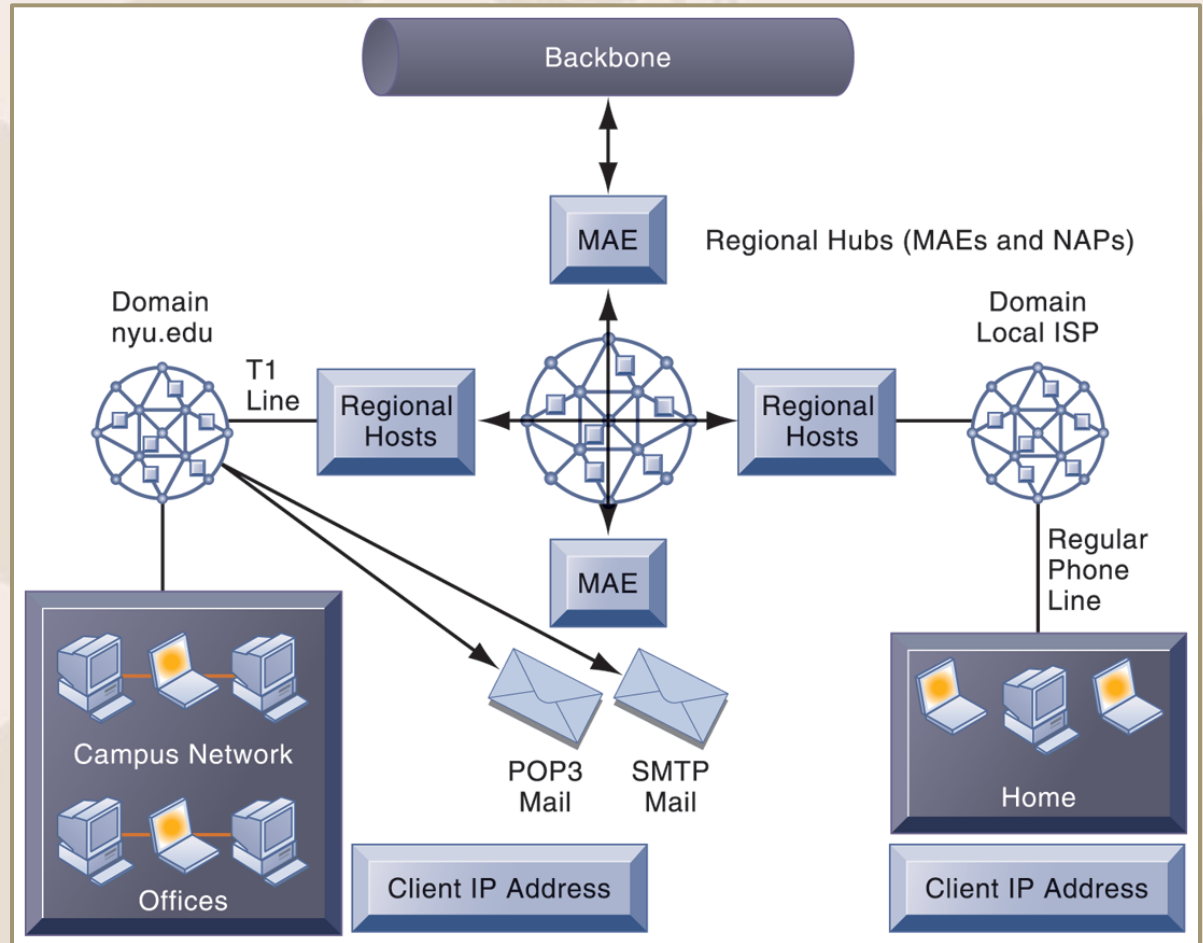 Backbone
MAE
Regional Hubs (MAEs and NAPs)
Domain
nyu.edu
Domain
Local ISP
T1
Line
Regional
Hosts
Regional
Hosts
MAE
Regular
Phone
Line
Campus Network
Offices
POP3
Mail
SMTP
Mail
Home
Client IP Address
Client IP Address